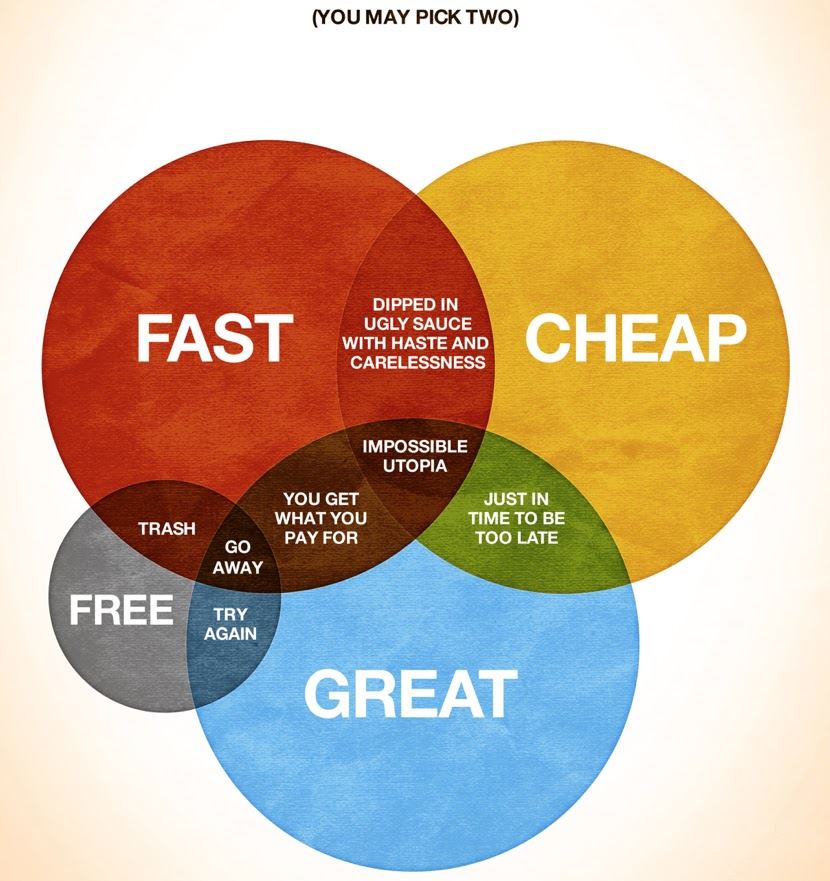 (YOU MAY PICK TWO)
FAST
CHEAP
DIPPED IN
UGLY SAUCE
WITH HASTE AND
CARELESSNESS
IMPOSSIBLE
UTOPIA
YOU GET
WHAT YOU
PAY FOR
JUST IN
TIME TO BE
TOO LATE
TRASH
GO
AWAY
FREE
TRY
AGAIN
GREAT